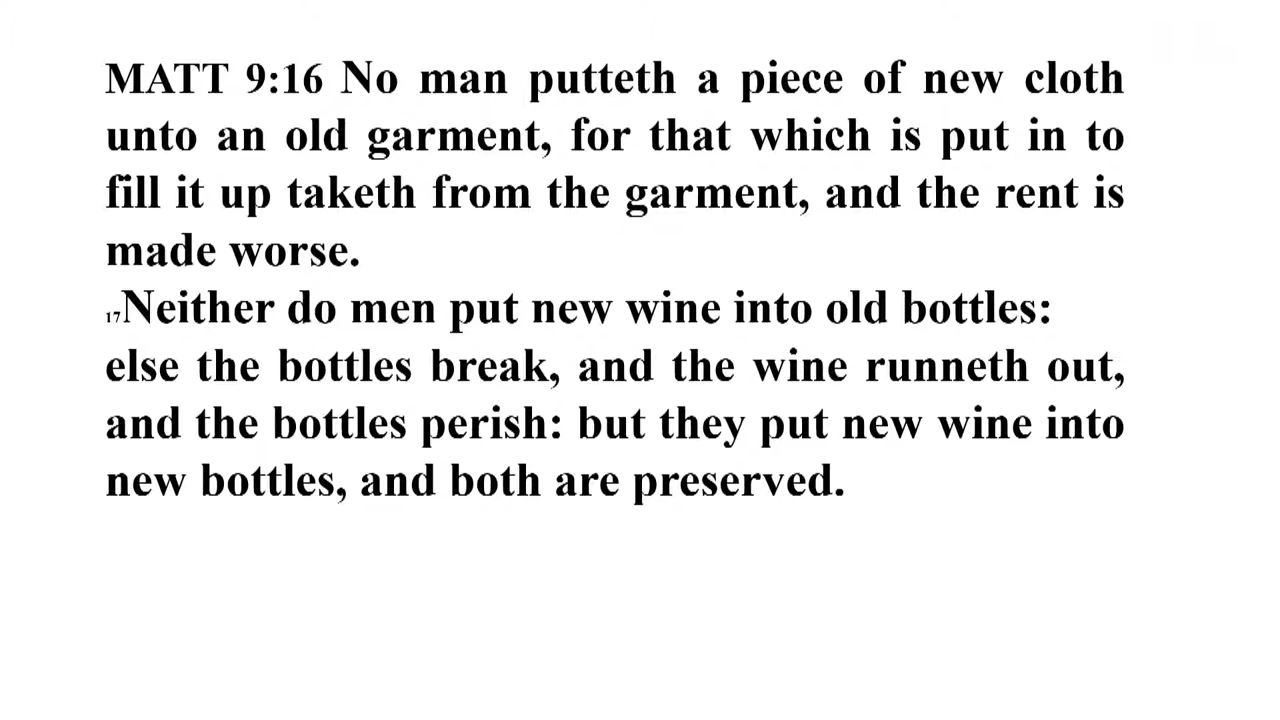 MATT 9:16 No man putteth a piece of new cloth
unto an old garment, for that which is put in to
fill it up taketh from the garment, and the rent is
made worse.
17Neither do men put new wine into old bottles:
else the bottles break, and the wine runneth out,
and the bottles perish: but they put new wine into
new bottles, and both are preserved.